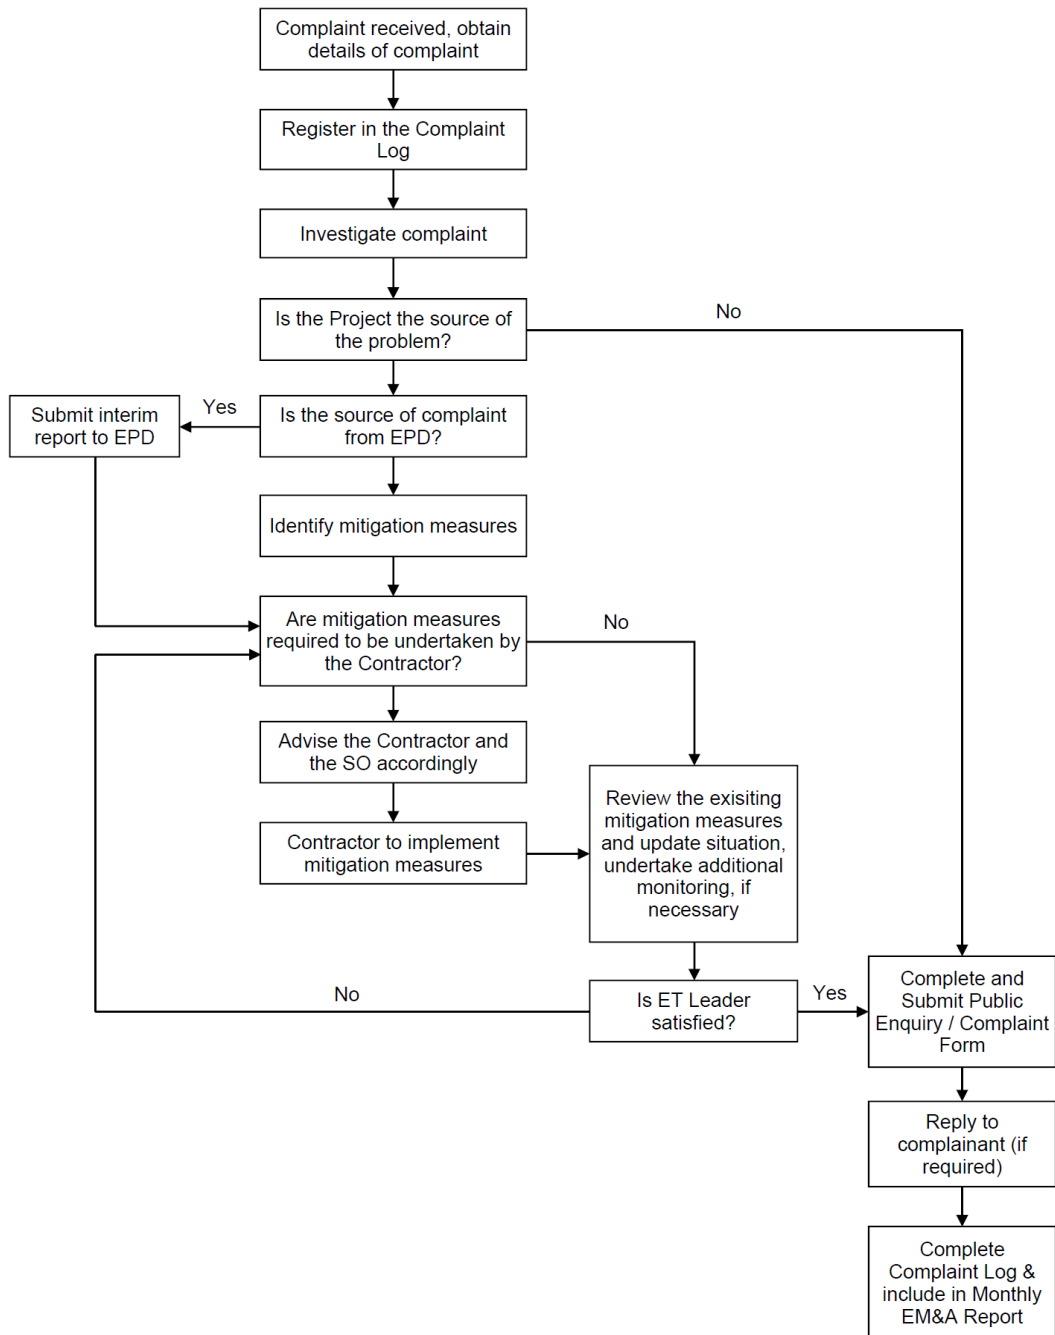 Complaint received, obtain
details of complaint
Register in the Complaint
Log
Investigate complaint
Is the Project the source of
the problem?
No
Submit interim
report to EPD
Yes
Is the source of complaint
from EPD?
Identify mitigation measures
Are mitigation measures
required to be undertaken by
the Contractor?
No
Advise the Contractor and
the SO accordingly
Contractor to implement
mitigation measures
Review the exisiting
mitigation measures
and update situation,
undertake additional
monitoring, if
necessary
No
Is ET Leader
satisfied?
Yes
Complete and
Submit Public
Enquiry / Complaint
Form
Reply to
complainant (if
required)
Complete
Complaint Log &
include in Monthly
EM&A Report